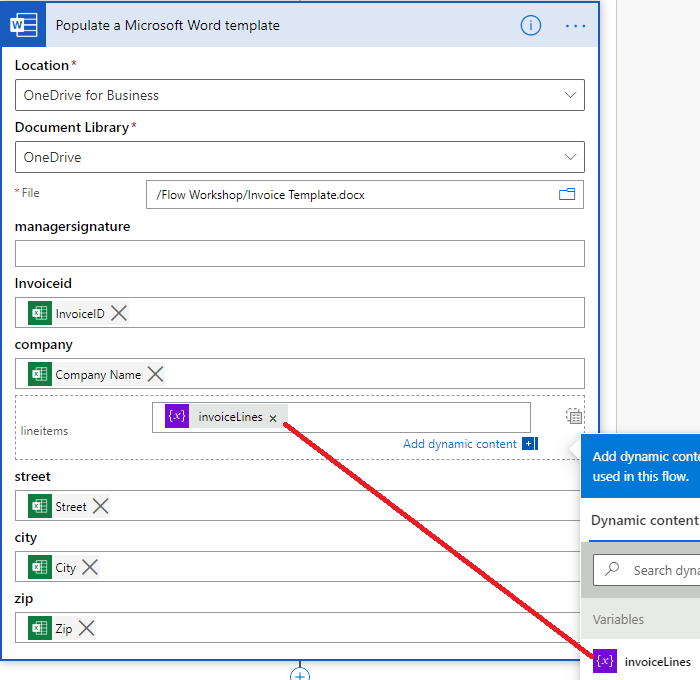 Populate a Microsoft Word template
Location*
OneDrive for Business
Document Library*
OneDrive
* File
/Flow Workshop/Invoice Template.docx
managersignature
Invoiceid
InvoiceID
company
Company Name
lineitems
{x} invoiceLines ×
Add dynamic content
street
Street
city
City
zip
Zip
Add dynamic conte
used in this flow.
Dynamic content
Search dyna
Variables
{x} invoiceLines